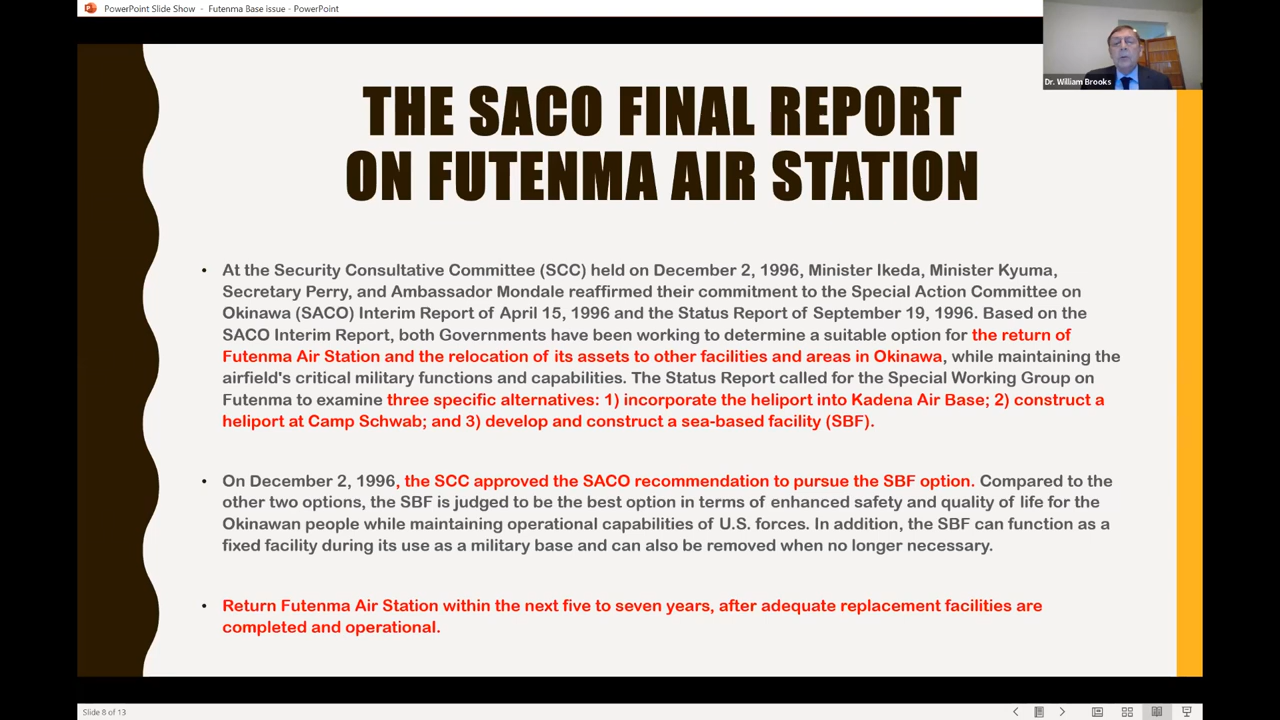 PowerPoint Slide Show - Futenma Base issue - PowerPoint
Dr. William Brooks
THE SACO FINAL REPORT
ON FUTENMA AIR STATION
• At the Security Consultative Committee (SCC) held on December 2, 1996, Minister Ikeda, Minister Kyuma,
Secretary Perry, and Ambassador Mondale reaffirmed their commitment to the Special Action Committee on
Okinawa (SACO) Interim Report of April 15, 1996 and the Status Report of September 19, 1996. Based on the
SACO Interim Report, both Governments have been working to determine a suitable option for the return of
Futenma Air Station and the relocation of its assets to other facilities and areas in Okinawa, while maintaining the
airfield's critical military functions and capabilities. The Status Report called for the Special Working Group on
Futenma to examine three specific alternatives: 1) incorporate the heliport into Kadena Air Base; 2) construct a
heliport at Camp Schwab; and 3) develop and construct a sea-based facility (SBF).
• On December 2, 1996, the SCC approved the SACO recommendation to pursue the SBF option. Compared to the
other two options, the SBF is judged to be the best option in terms of enhanced safety and quality of life for the
Okinawan people while maintaining operational capabilities of U.S. forces. In addition, the SBF can function as a
fixed facility during its use as a military base and can also be removed when no longer necessary.
• Return Futenma Air Station within the next five to seven years, after adequate replacement facilities are
completed and operational.
Slide 8 of 13